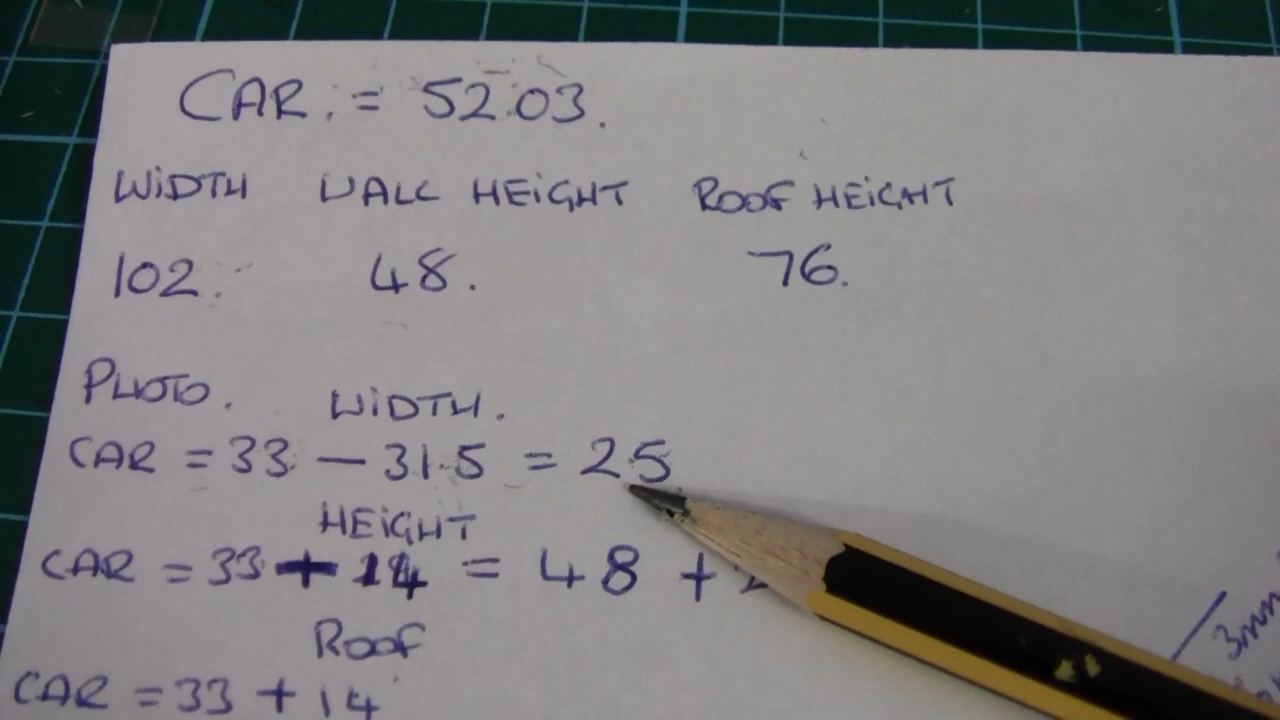 CAR. = 52.03.
WIDTH WALL HEIGHT ROOF HEIGHT
102. 48. 76.
PHOTO. WIDTH.
CAR = 33 - 31.5 = 25
HEIGHT
CAR = 33 + 14 = 48 +
ROOF
CAR = 33 + 14
3mm